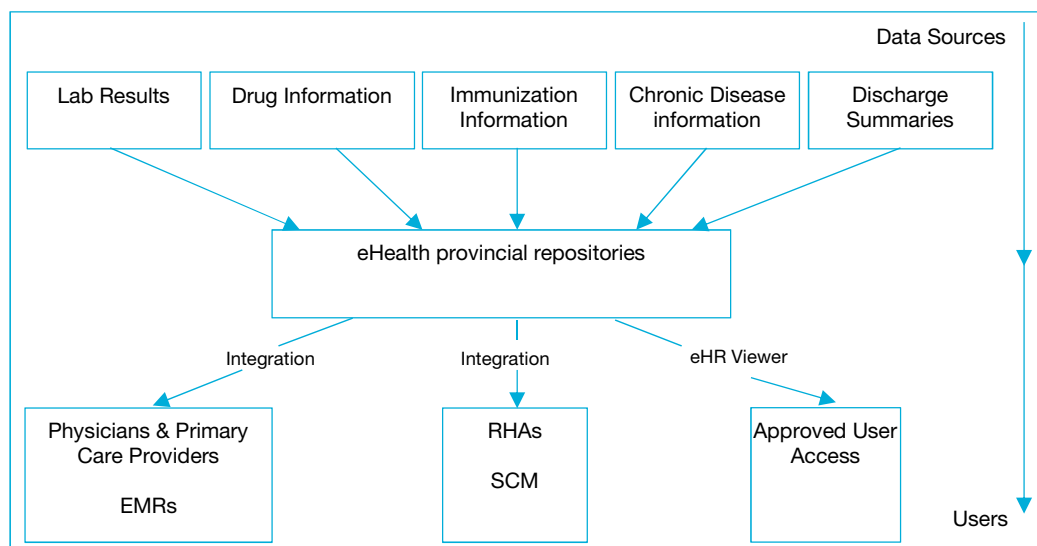 Data Sources
Lab Results
Drug Information
Immunization
Information
Chronic Disease
information
Discharge
Summaries
eHealth provincial repositories
Integration
Integration
eHR Viewer
Physicians & Primary
Care Providers
EMRs
RHAs
SCM
Approved User
Access
Users